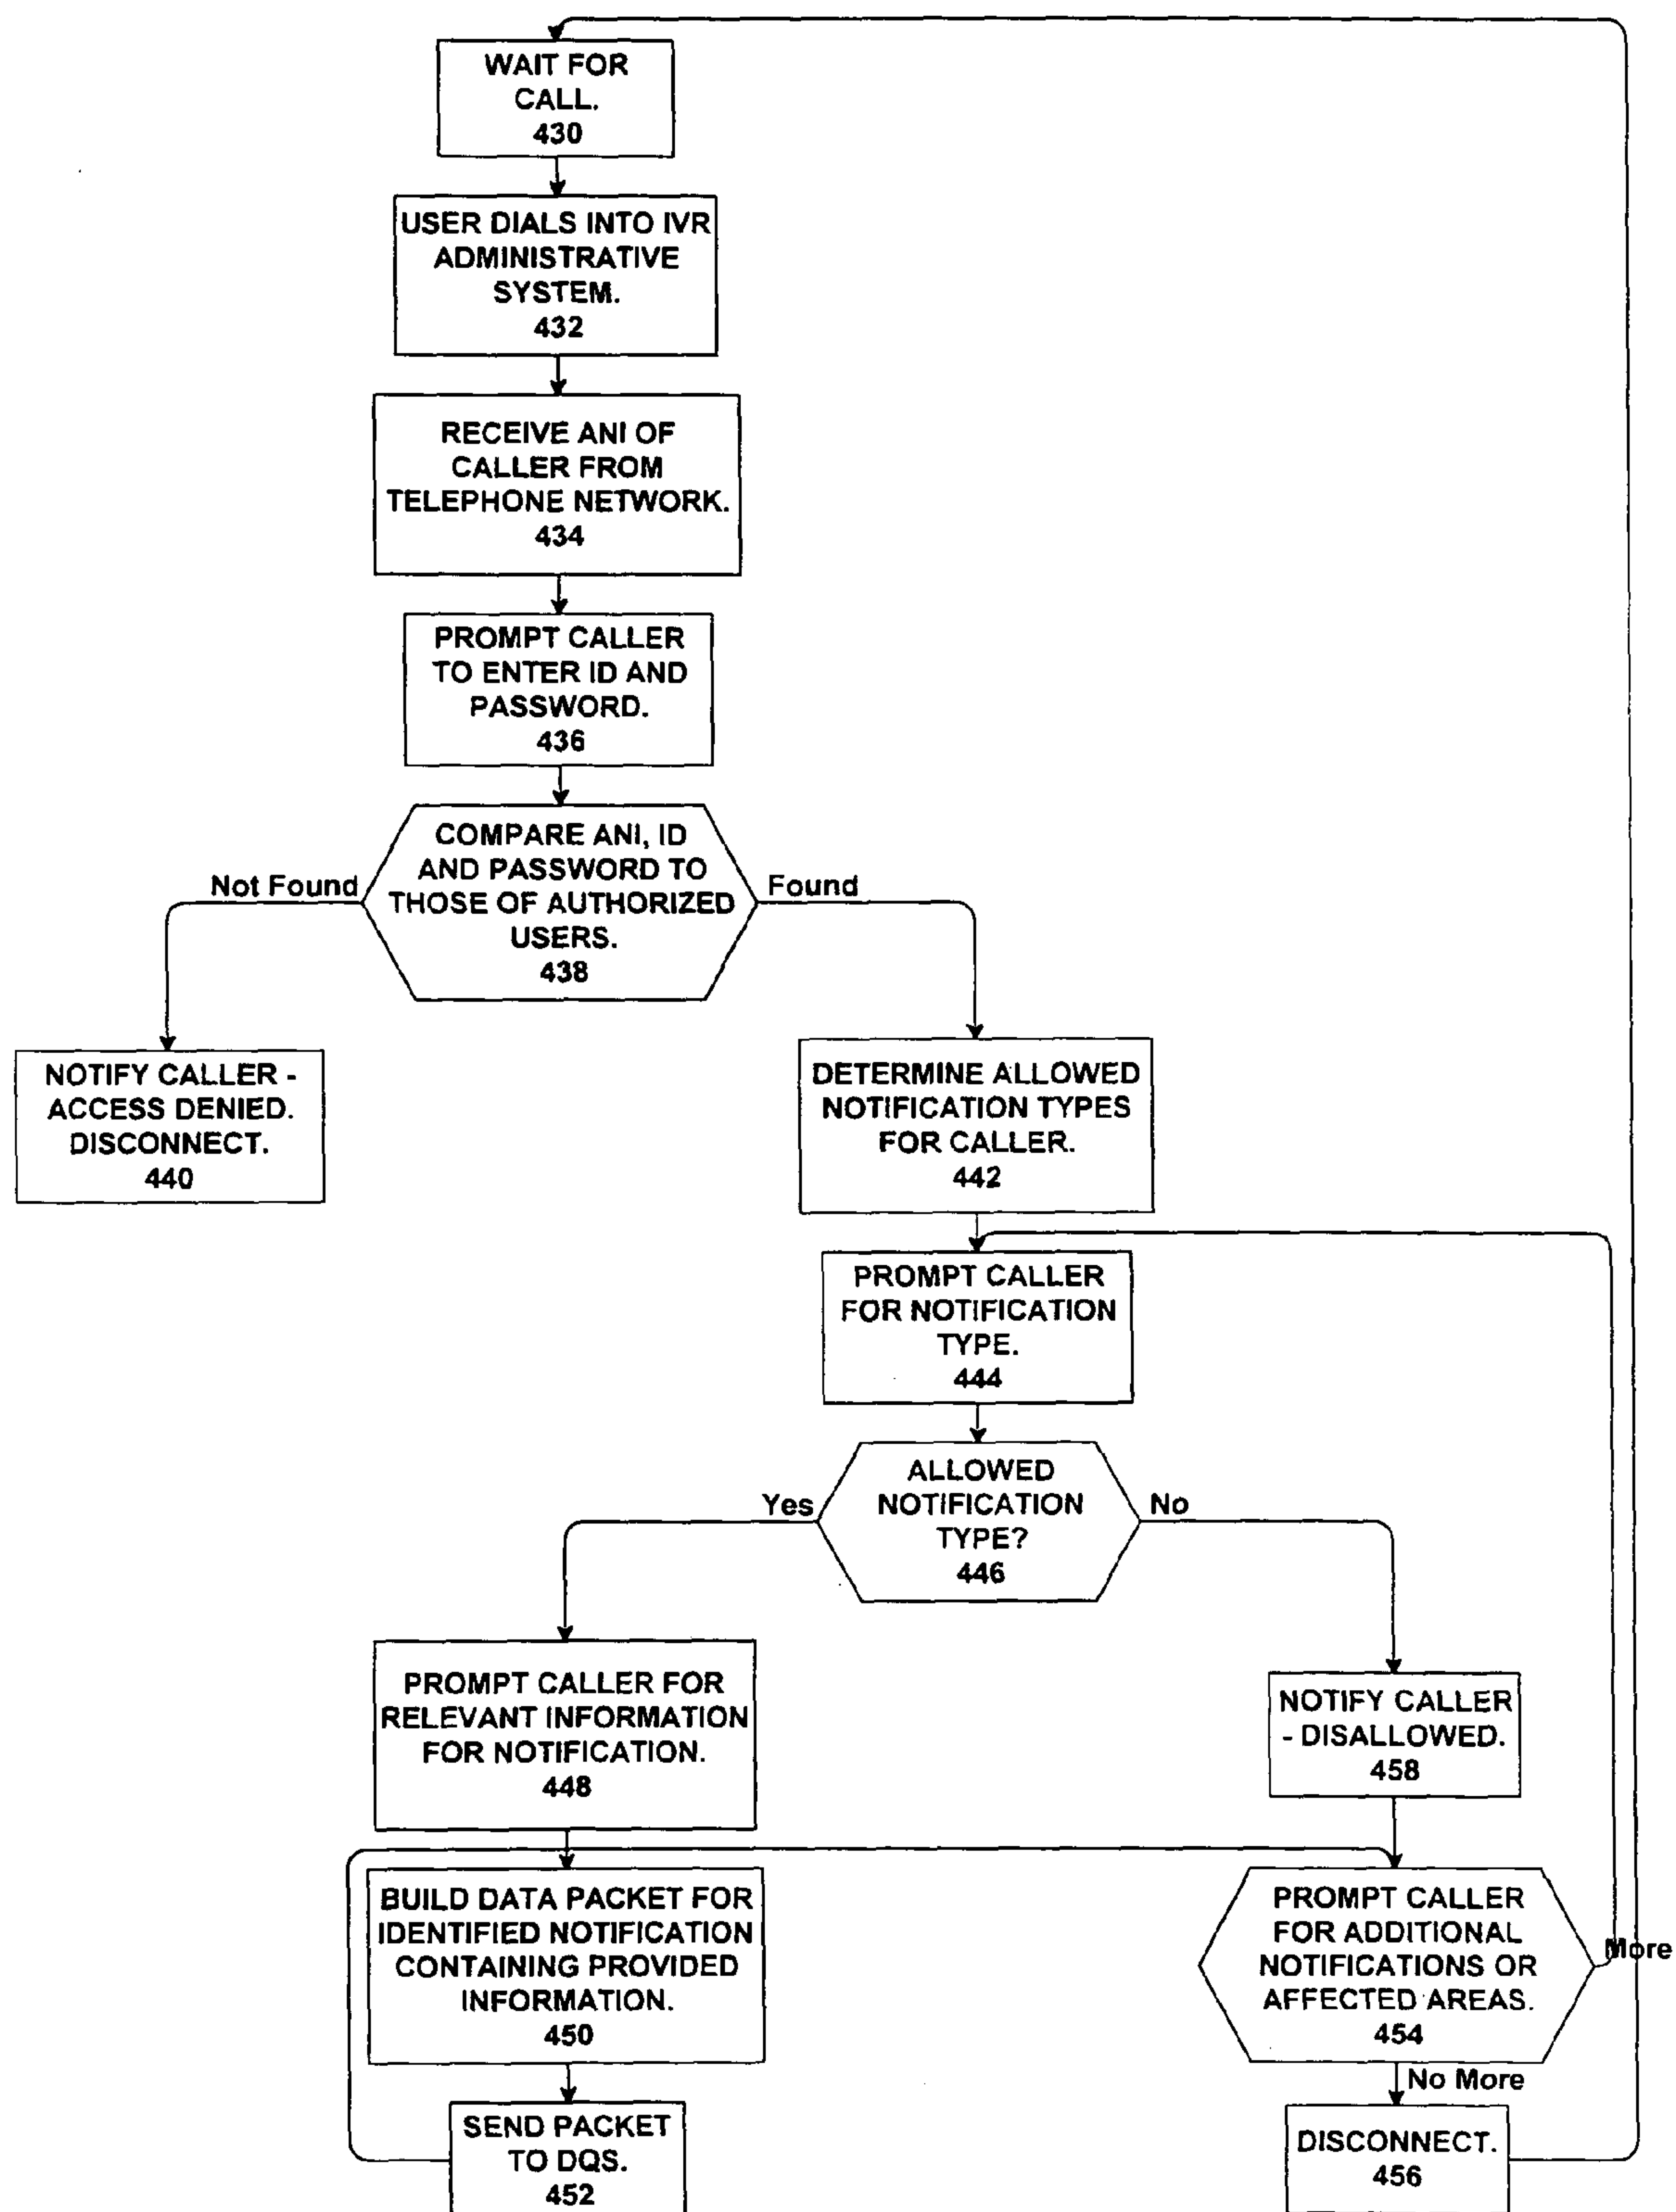 WAIT FOR
CALL.
430
USER DIALS INTO IVR
ADMINISTRATIVE
SYSTEM.
432
RECEIVE ANI OF
CALLER FROM
TELEPHONE NETWORK.
434
PROMPT CALLER
TO ENTER ID AND
PASSWORD.
436
COMPARE ANI, ID
AND PASSWORD TO
THOSE OF AUTHORIZED
USERS.
438
Not Found
Found
NOTIFY CALLER -
ACCESS DENIED.
DISCONNECT.
440
DETERMINE ALLOWED
NOTIFICATION TYPES
FOR CALLER.
442
PROMPT CALLER
FOR NOTIFICATION
TYPE.
444
ALLOWED
NOTIFICATION
TYPE?
446
Yes
No
PROMPT CALLER FOR
RELEVANT INFORMATION
FOR NOTIFICATION.
448
NOTIFY CALLER
- DISALLOWED.
458
BUILD DATA PACKET FOR
IDENTIFIED NOTIFICATION
CONTAINING PROVIDED
INFORMATION.
450
PROMPT CALLER
FOR ADDITIONAL
NOTIFICATIONS OR
AFFECTED AREAS.
454
More
No More
SEND PACKET
TO DQS.
452
DISCONNECT.
456